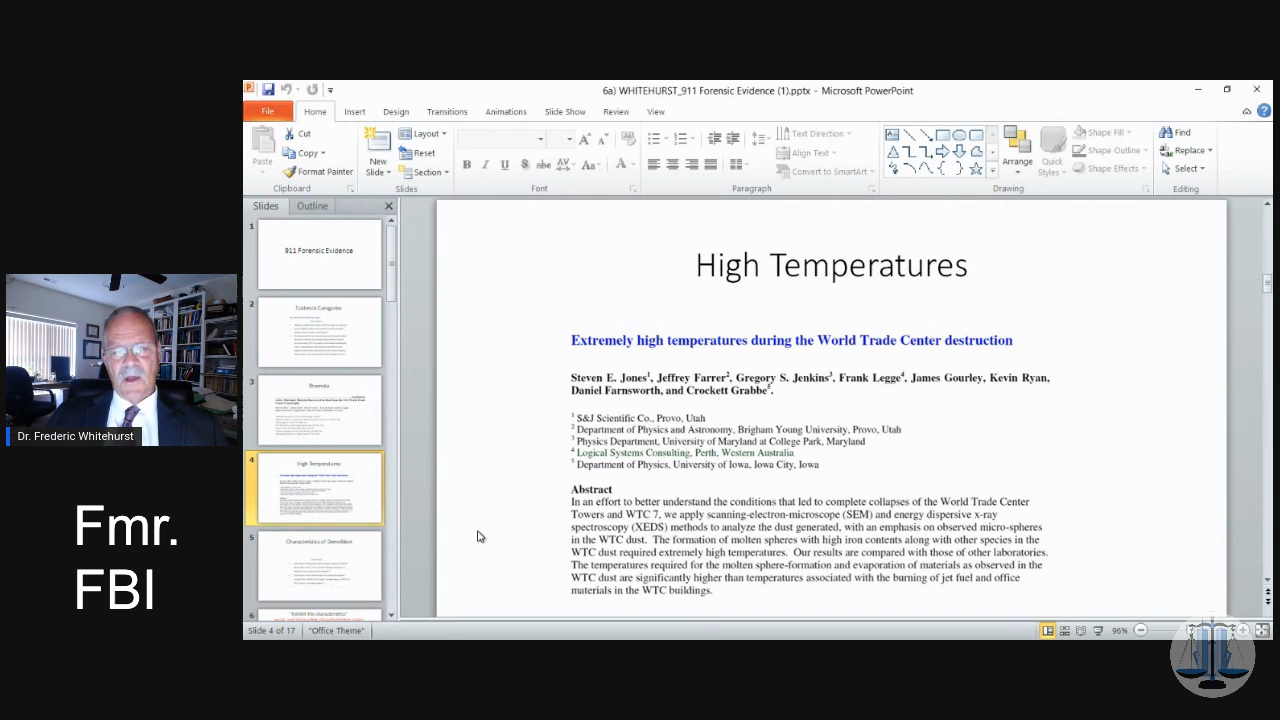 6a) WHITEHURST_911 Forensic Evidence (1).pptx - Microsoft PowerPoint
File Home Insert Design Transitions Animations Slide Show Review View
Cut
Copy
Format Painter
Paste
Clipboard
New Slide
Layout
Reset
Section
Slides
Font
Text Direction
Align Text
Convert to SmartArt
Paragraph
Arrange
Quick Styles
Shape Fill
Shape Outline
Shape Effects
Drawing
Find
Replace
Select
Editing
Slides Outline
1
911 Forensic Evidence
2
Evidence Categories
3
4
High Temperatures
5
Characteristics of Demolition
6
"Exhibit the characteristics"
High Temperatures
Extremely high temperatures during the World Trade Center destruction
Steven E. Jones1, Jeffrey Farrer2, Gregory S. Jenkins3, Frank Legge4, James Gourley, Kevin Ryan,
Daniel Farnsworth, and Crockett Grabbe5.
1 S&J Scientific Co., Provo, Utah
2 Department of Physics and Astronomy, Brigham Young University, Provo, Utah
3 Physics Department, University of Maryland at College Park, Maryland
4 Logical Systems Consulting, Perth, Western Australia
5 Department of Physics, University of Iowa, Iowa City, Iowa
Abstract
In an effort to better understand conditions that led to complete collapses of the World Trade Center
Towers and WTC 7, we apply scanning-electron-microscope (SEM) and energy dispersive x-ray
spectroscopy (XEDS) methods to analyze the dust generated, with an emphasis on observed micro-spheres
in the WTC dust. The formation of molten spheres with high iron contents along with other species in the
WTC dust required extremely high temperatures. Our results are compared with those of other laboratories.
The temperatures required for the molten sphere-formation and evaporation of materials as observed in the
WTC dust are significantly higher than temperatures associated with the burning of jet fuel and office
materials in the WTC buildings.
Slide 4 of 17 "Office Theme" 96%
Frederic Whitehurst
Fmr.
FBI